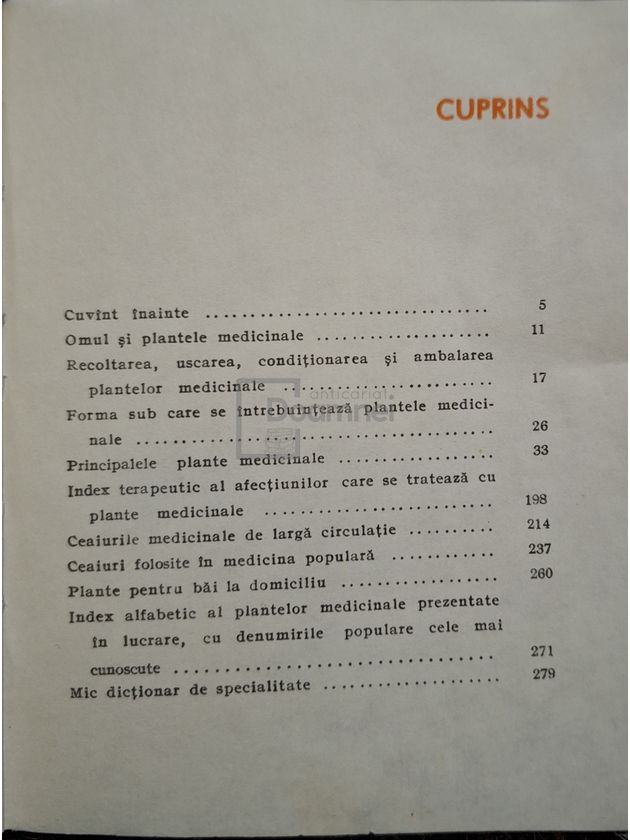 CUPRINS
Cuvînt înainte ................................ 5
Omul şi plantele medicinale .................... 11
Recoltarea, uscarea, condiţionarea şi ambalarea
plantelor medicinale ........................ 17
Forma sub care se întrebuinţează plantele medici-
nale ......................................... 26
Principalele plante medicinale .................. 33
Index terapeutic al afecţiunilor care se tratează cu
plante medicinale .......................... 198
Ceaiurile medicinale de largă circulaţie .......... 214
Ceaiuri folosite în medicina populară ............ 237
Plante pentru băi la domiciliu .................. 260
Index alfabetic al plantelor medicinale prezentate
în lucrare, cu denumirile populare cele mai
cunoscute .................................. 271
Mic dicţionar de specialitate .................... 279
anticariat
Doamnei